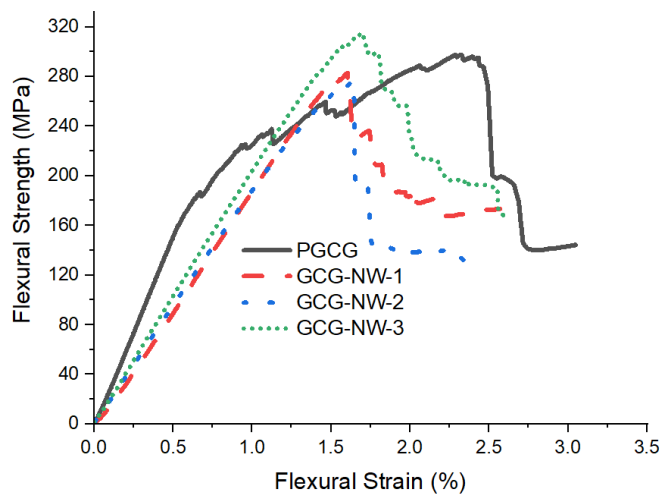 320
280
240
200
160
120
80
40
0
Flexural Strength (MPa)
PGCG
GCG-NW-1
GCG-NW-2
GCG-NW-3
0.0 0.5 1.0 1.5 2.0 2.5 3.0 3.5
Flexural Strain (%)